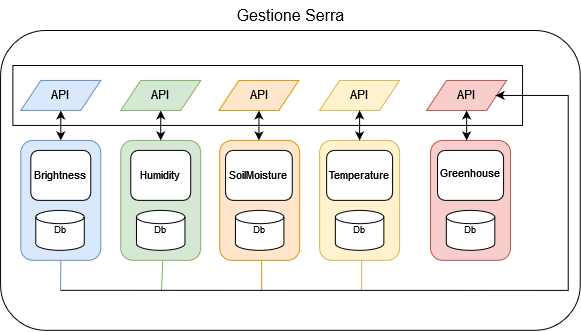 Gestione Serra
API
API
API
API
API
Brightness
Humidity
SoilMoisture
Temperature
Greenhouse
Db
Db
Db
Db
Db